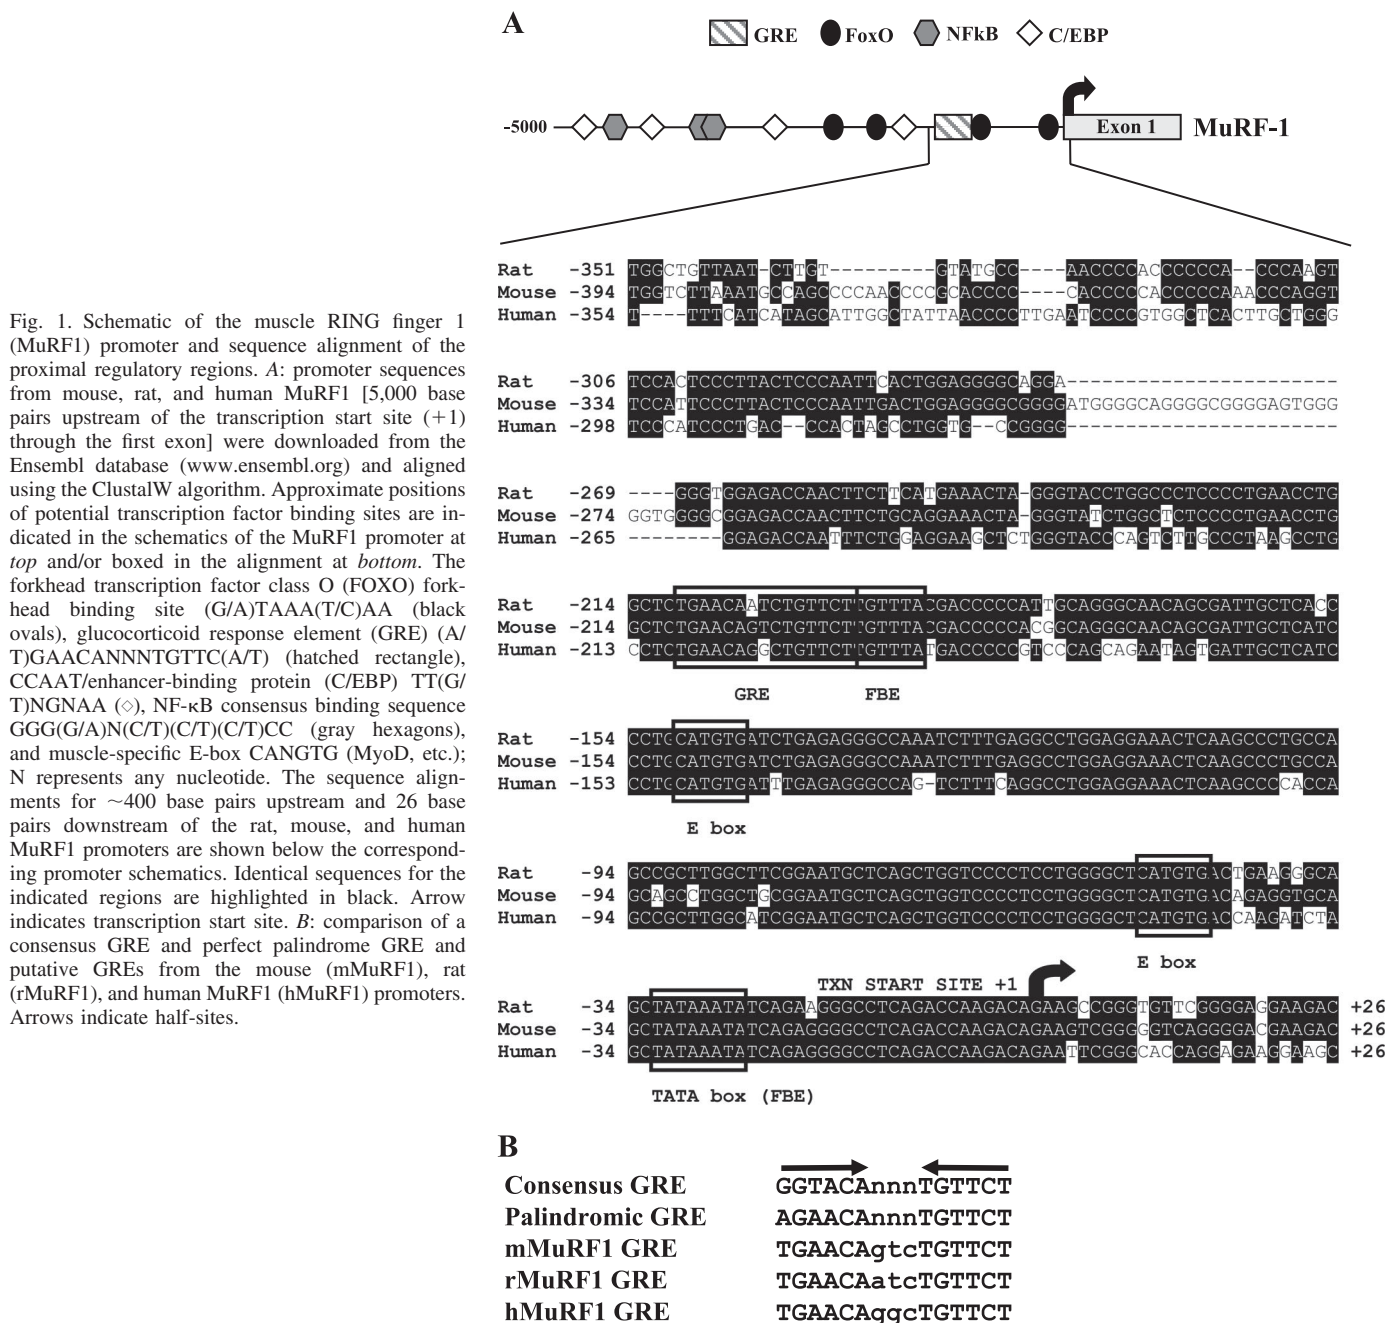 A
GRE FoxO NFkB C/EBP
-5000 Exon 1 MuRF-1
Rat -351 TGGCTGTTAAT-CTTGT---------GTATGCC----AACCCCACCCCCCA--CCCAAGT
Mouse -394 TGGTCTTAAATGCCAGCCCCAACCCCGCACCCC----CACCCCCACCCCCAAACCCAGGT
Human -354 T----TTTCATCATAGCATTGGCTATTAACCCCTTGAATCCCCGTGGCTCACTTGCTGGG
Rat -306 TCCACTCCCTTACTCCCAATTCACTGGAGGGGCAGGA-----------------------
Mouse -334 TCCATTCCCTTACTCCCAATTGACTGGAGGGGCGGGGATGGGGCAGGGGCGGGGAGTGGG
Human -298 TCCCATCCCTGAC--CCACTAGCCTGGTG--CCGGGG-----------------------
Rat -269 ----GGGTGGAGACCAACTTCTTCATGAAACTA-GGGTACCTGGCCCTCCCCTGAACCTG
Mouse -274 GGTGGGGCGGAGACCAACTTCTGCAGGAAACTA-GGGTATCTGGCTCTCCCCTGAACCTG
Human -265 --------GGAGACCAATTTCTGGAGGAAGCTCTGGGTACCCAGTCTTGCCCTAAGCCTG
Rat -214 GCTCTGAACAATCTGTTCTTGTTTACGACCCCCATTGCAGGGCAACAGCGATTGCTCACC
Mouse -214 GCTCTGAACAGTCTGTTCTTGTTTACGACCCCCACGGCAGGGCAACAGCGATTGCTCATC
Human -213 CCTCTGAACAGGCTGTTCTTGTTTATGACCCCCGTCCCAGCAGAATAGTGATTGCTCATC
GRE FBE
Rat -154 CCTGCATGTGATCTGAGAGGGCCAAATCTTTGAGGCCTGGAGGAAACTCAAGCCCTGCCA
Mouse -154 CCTGCATGTGATCTGAGAGGGCCAAATCTTTGAGGCCTGGAGGAAACTCAAGCCCTGCCA
Human -153 CCTGCATGTGATTTGAGAGGGCCAG-TCTTTCAGGCCTGGAGGAAACTCAAGCCCCACCA
E box
Rat -94 GCCGCTTGGCTTCGGAATGCTCAGCTGGTCCCCTCCTGGGGCTCATGTGACTGAAGGGCA
Mouse -94 GCAGCCTGGCTGCGGAATGCTCAGCTGGTCCCCTCCTGGGGCTCATGTGACAGAGGTGCA
Human -94 GCCGCTTGGCATCGGAATGCTCAGCTGGTCCCCTCCTGGGGCTCATGTGACCAAGATCTA
E box
TXN START SITE +1
Rat -34 GCTATAAATATCAGAAGGGCCTCAGACCAAGACAGAAGCCGGGTGTTCGGGGAGGAAGAC +26
Mouse -34 GCTATAAATATCAGAGGGGCCTCAGACCAAGACAGAAGTCGGGGGTCAGGGGACGAAGAC +26
Human -34 GCTATAAATATCAGAGGGGCCTCAGACCAAGACAGAATTCGGGCACCAGGAGAAGGAAGC +26
TATA box (FBE)
B
Consensus GRE GGTACAnnnTGTTCT
Palindromic GRE AGAACAnnnTGTTCT
mMuRF1 GRE TGAACAgtcTGTTCT
rMuRF1 GRE TGAACAatcTGTTCT
hMuRF1 GRE TGAACAggcTGTTCT
Fig. 1. Schematic of the muscle RING finger 1
(MuRF1) promoter and sequence alignment of the
proximal regulatory regions. A: promoter sequences
from mouse, rat, and human MuRF1 [5,000 base
pairs upstream of the transcription start site (+1)
through the first exon] were downloaded from the
Ensembl database (www.ensembl.org) and aligned
using the ClustalW algorithm. Approximate positions
of potential transcription factor binding sites are in-
dicated in the schematics of the MuRF1 promoter at
top and/or boxed in the alignment at bottom. The
forkhead transcription factor class O (FOXO) fork-
head binding site (G/A)TAAA(T/C)AA (black
ovals), glucocorticoid response element (GRE) (A/
T)GAACANNNTGTTC(A/T) (hatched rectangle),
CCAAT/enhancer-binding protein (C/EBP) TT(G/
T)NGNAA (◇), NF-κB consensus binding sequence
GGG(G/A)N(C/T)(C/T)(C/T)CC (gray hexagons),
and muscle-specific E-box CANGTG (MyoD, etc.);
N represents any nucleotide. The sequence align-
ments for ~400 base pairs upstream and 26 base
pairs downstream of the rat, mouse, and human
MuRF1 promoters are shown below the correspond-
ing promoter schematics. Identical sequences for the
indicated regions are highlighted in black. Arrow
indicates transcription start site. B: comparison of a
consensus GRE and perfect palindrome GRE and
putative GREs from the mouse (mMuRF1), rat
(rMuRF1), and human MuRF1 (hMuRF1) promoters.
Arrows indicate half-sites.